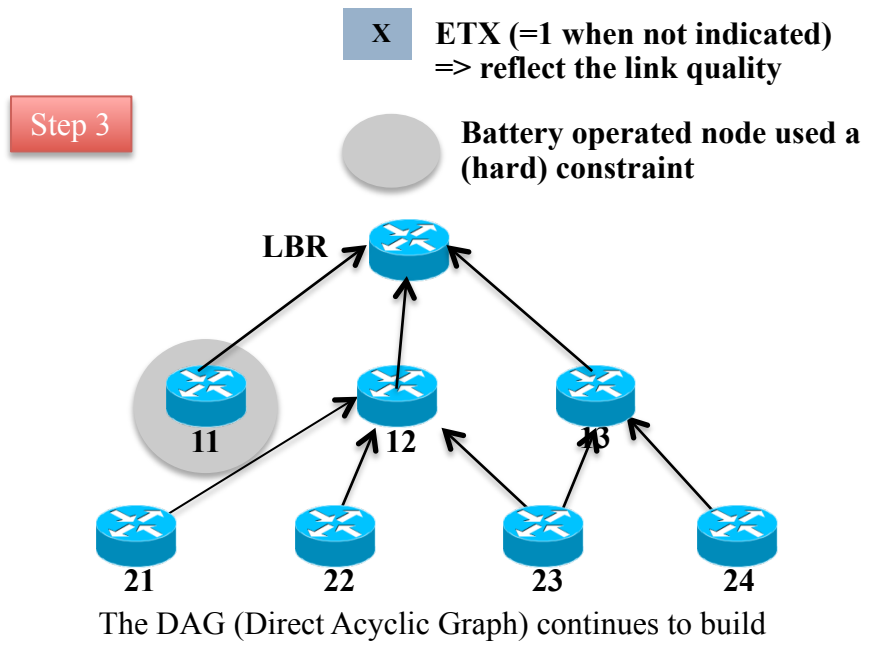 X
ETX (=1 when not indicated)
=> reflect the link quality
Step 3
Battery operated node used a
(hard) constraint
LBR
11
12
13
21
22
23
24
The DAG (Direct Acyclic Graph) continues to build